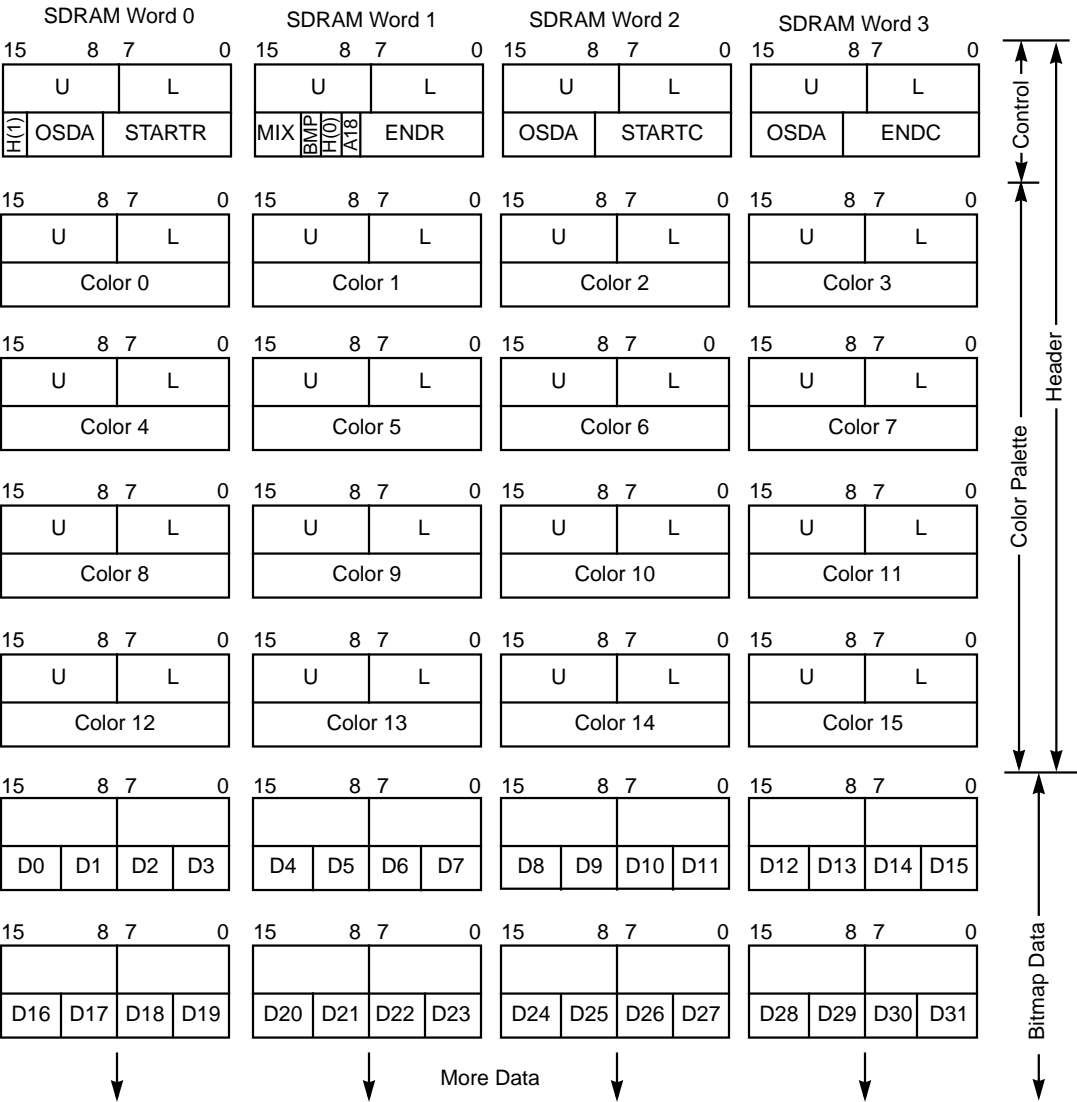 SDRAM Word 0 SDRAM Word 1 SDRAM Word 2 SDRAM Word 3
15 8 7 0 15 8 7 0 15 8 7 0 15 8 7 0
U L U L U L U L
H(1) OSDA STARTR MIX BMP H(0) A18 ENDR OSDA STARTC OSDA ENDC
Control
15 8 7 0 15 8 7 0 15 8 7 0 15 8 7 0
U L U L U L U L
Color 0 Color 1 Color 2 Color 3
15 8 7 0 15 8 7 0 15 8 7 0 15 8 7 0
U L U L U L U L
Color 4 Color 5 Color 6 Color 7
Header
Color Palette
15 8 7 0 15 8 7 0 15 8 7 0 15 8 7 0
U L U L U L U L
Color 8 Color 9 Color 10 Color 11
15 8 7 0 15 8 7 0 15 8 7 0 15 8 7 0
U L U L U L U L
Color 12 Color 13 Color 14 Color 15
15 8 7 0 15 8 7 0 15 8 7 0 15 8 7 0
D0 D1 D2 D3 D4 D5 D6 D7 D8 D9 D10 D11 D12 D13 D14 D15
15 8 7 0 15 8 7 0 15 8 7 0 15 8 7 0
D16 D17 D18 D19 D20 D21 D22 D23 D24 D25 D26 D27 D28 D29 D30 D31
Bitmap Data
More Data